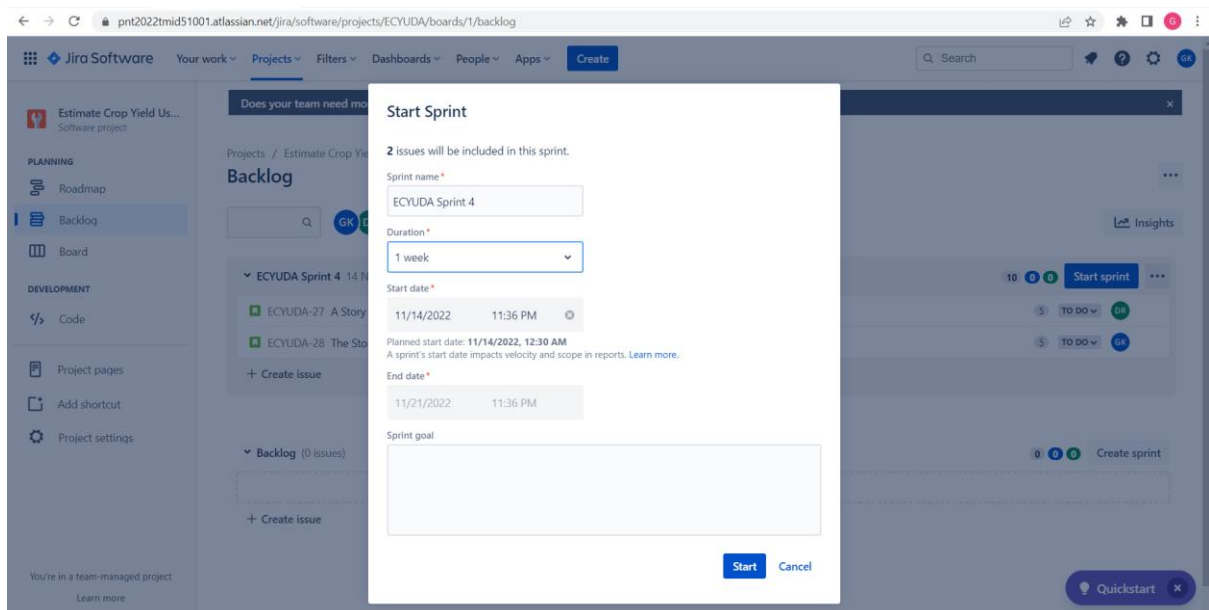 pnt2022tmid51001.atlassian.net/jira/software/projects/ECYUDA/boards/1/backlog
G
Jira Software Your work Projects Filters Dashboards People Apps Create Search GK
Estimate Crop Yield Us...
Software project
PLANNING
Roadmap
Backlog
Board
DEVELOPMENT
Code
Project pages
Add shortcut
Project settings
You're in a team-managed project
Learn more
Does your team need mo
Projects / Estimate Crop Yie
Backlog
GK
Insights
ECYUDA Sprint 4 14 N
10 0 0 Start sprint
ECYUDA-27 A Story
5 TO DO DR
ECYUDA-28 The Sto
5 TO DO GK
+ Create issue
Backlog (0 issues)
0 0 0 Create sprint
+ Create issue
Start Sprint
2 issues will be included in this sprint.
Sprint name*
ECYUDA Sprint 4
Duration*
1 week
Start date*
11/14/2022 11:36 PM
Planned start date: 11/14/2022, 12:30 AM
A sprint's start date impacts velocity and scope in reports. Learn more.
End date*
11/21/2022 11:36 PM
Sprint goal
Start Cancel
Quickstart